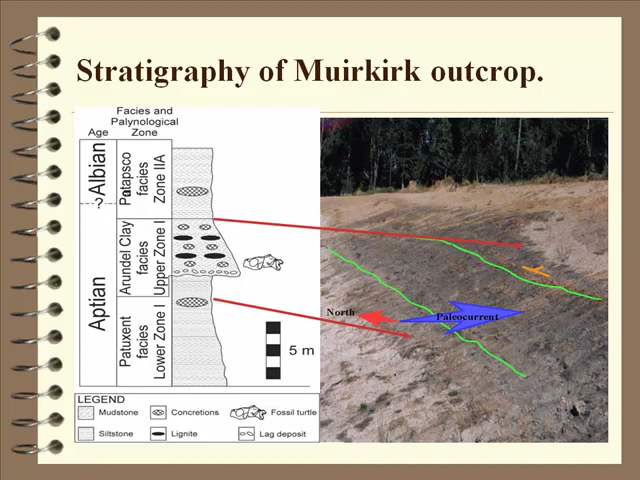 Stratigraphy of Muirkirk outcrop.
Facies and
Palynological
Zone
Age
Albian
Patapsco
facies
Zone IIA
?
Aptian
Arundel Clay
facies
Upper Zone I
Patuxent
facies
Lower Zone I
5 m
North
Paleocurrent
LEGEND
Mudstone
Concretions
Fossil turtle
Siltstone
Lignite
Lag deposit